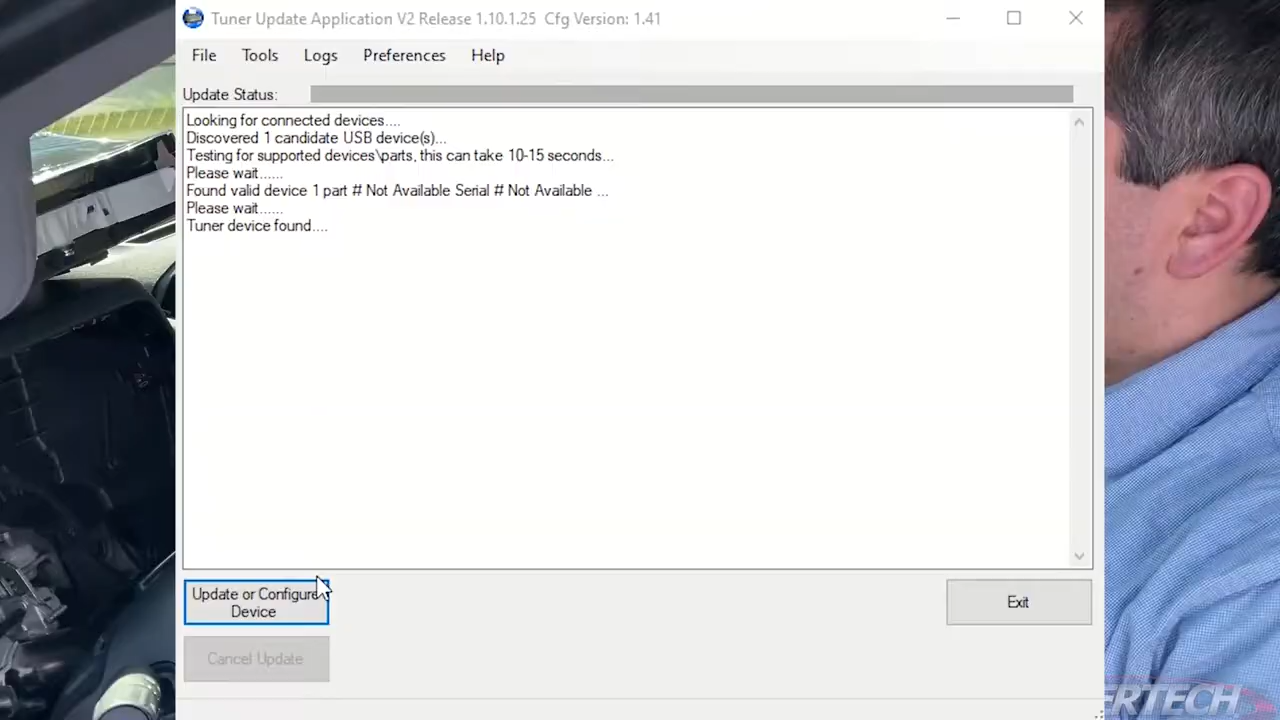 Tuner Update Application V2 Release 1.10.1.25 Cfg Version: 1.41
File Tools Logs Preferences Help
Update Status:
Looking for connected devices....
Discovered 1 candidate USB device(s)...
Testing for supported devices\parts, this can take 10-15 seconds...
Please wait......
Found valid device 1 part # Not Available Serial # Not Available ...
Please wait......
Tuner device found....
Update or Configure
Device
Exit
Cancel Update
ERTECH